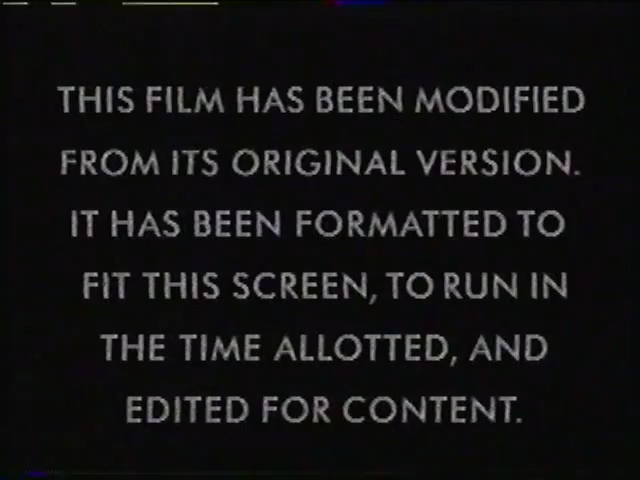 THIS FILM HAS BEEN MODIFIED
FROM ITS ORIGINAL VERSION.
IT HAS BEEN FORMATTED TO
FIT THIS SCREEN, TO RUN IN
THE TIME ALLOTTED, AND
EDITED FOR CONTENT.